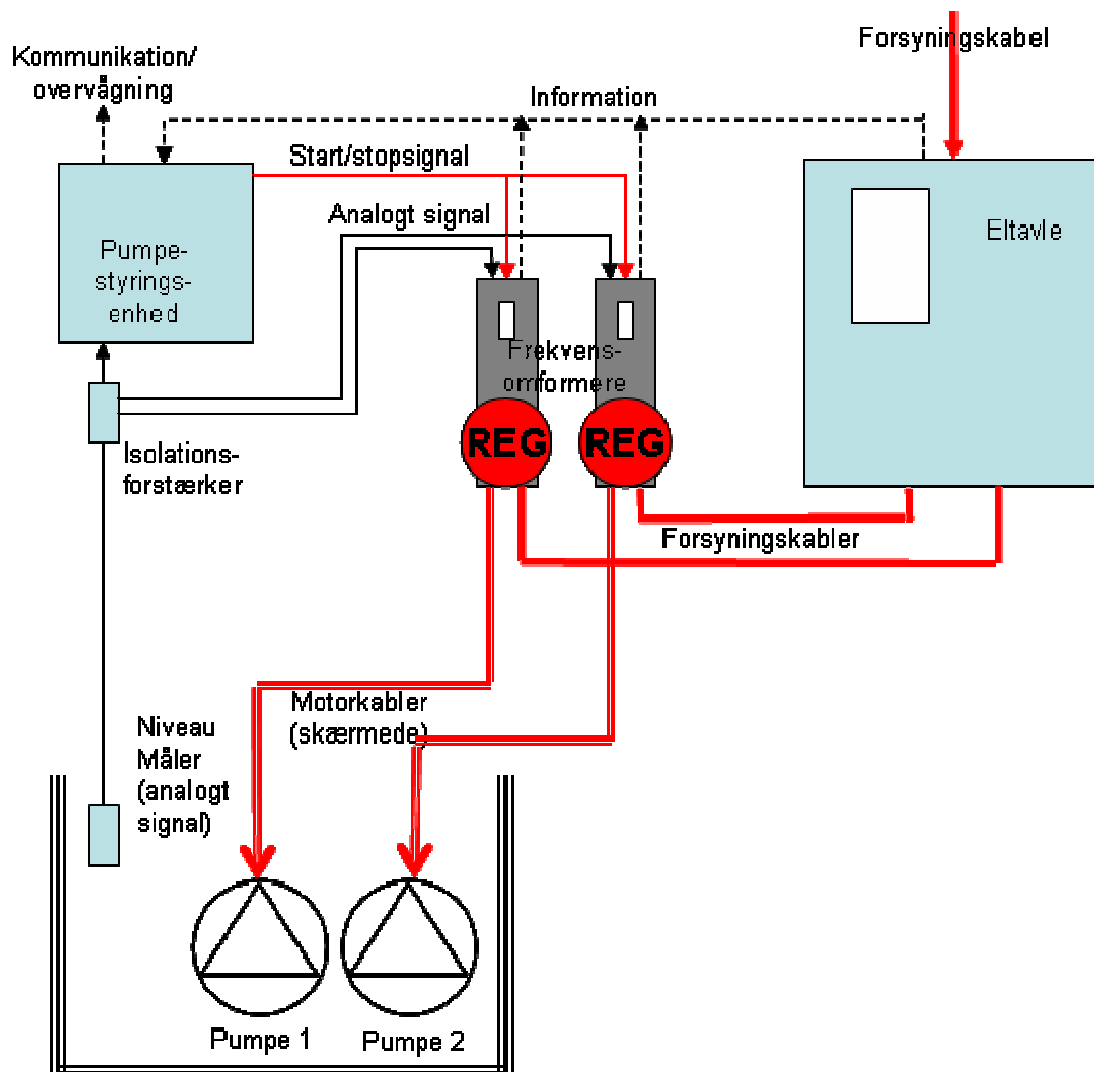 Forsyningskabel
Kommunikation/
overvågning
Information
Start/stopsignal
Analogt signal
Eltavle
Pumpe-
styrings-
enhed
Frekvens-
omformere
REG
REG
Isolations-
forstærker
Forsyningskabler
Motorkabler
(skærmede)
Niveau
Måler
(analogt
signal)
Pumpe 1
Pumpe 2